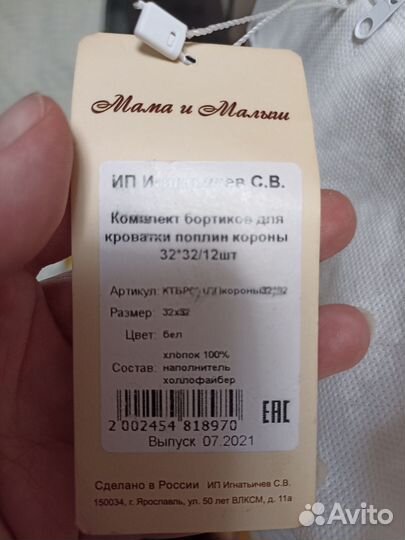 Мама и Малыш
ИП Игнатьичев С.В.
Комплект бортиков для
кроватки поплин короны
32*32/12шт
Артикул: короны32*32
Размер: 32х32
Цвет: бел
хлопок 100%
Состав: наполнитель
холлофайбер
2 002454 818970
EAC
Выпуск 07.2021
Сделано в России ИП Игнатьичев С.В.
150034, г. Ярославль, ул. 50 лет ВЛКСМ, д. 11а
Avito